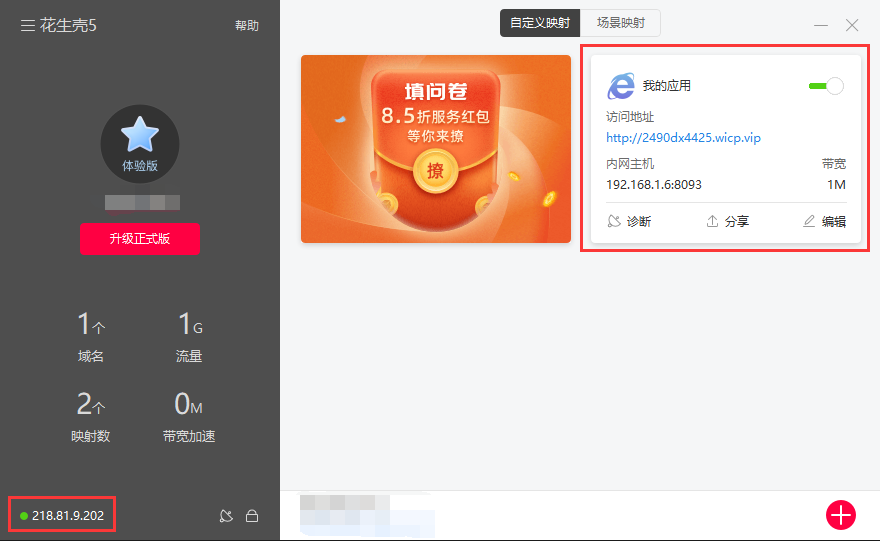 花生壳5
帮助
体验版
升级正式版
1个
1G
域名
流量
2个
0M
映射数
带宽加速
218.81.9.202
自定义映射
场景映射
填问卷
8.5折服务红包
等你来撩
撩
我的应用
访问地址
http://2490dx4425.wicp.vip
内网主机
带宽
192.168.1.6:8093
1M
诊断
分享
编辑